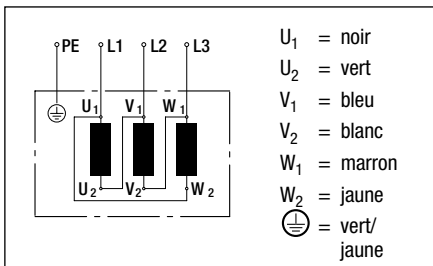 PE L1 L2 L3
U₁ V₁ W₁
U₂ V₂ W₂
U₁ = noir
U₂ = vert
V₁ = bleu
V₂ = blanc
W₁ = marron
W₂ = jaune
⏚ = vert/
jaune